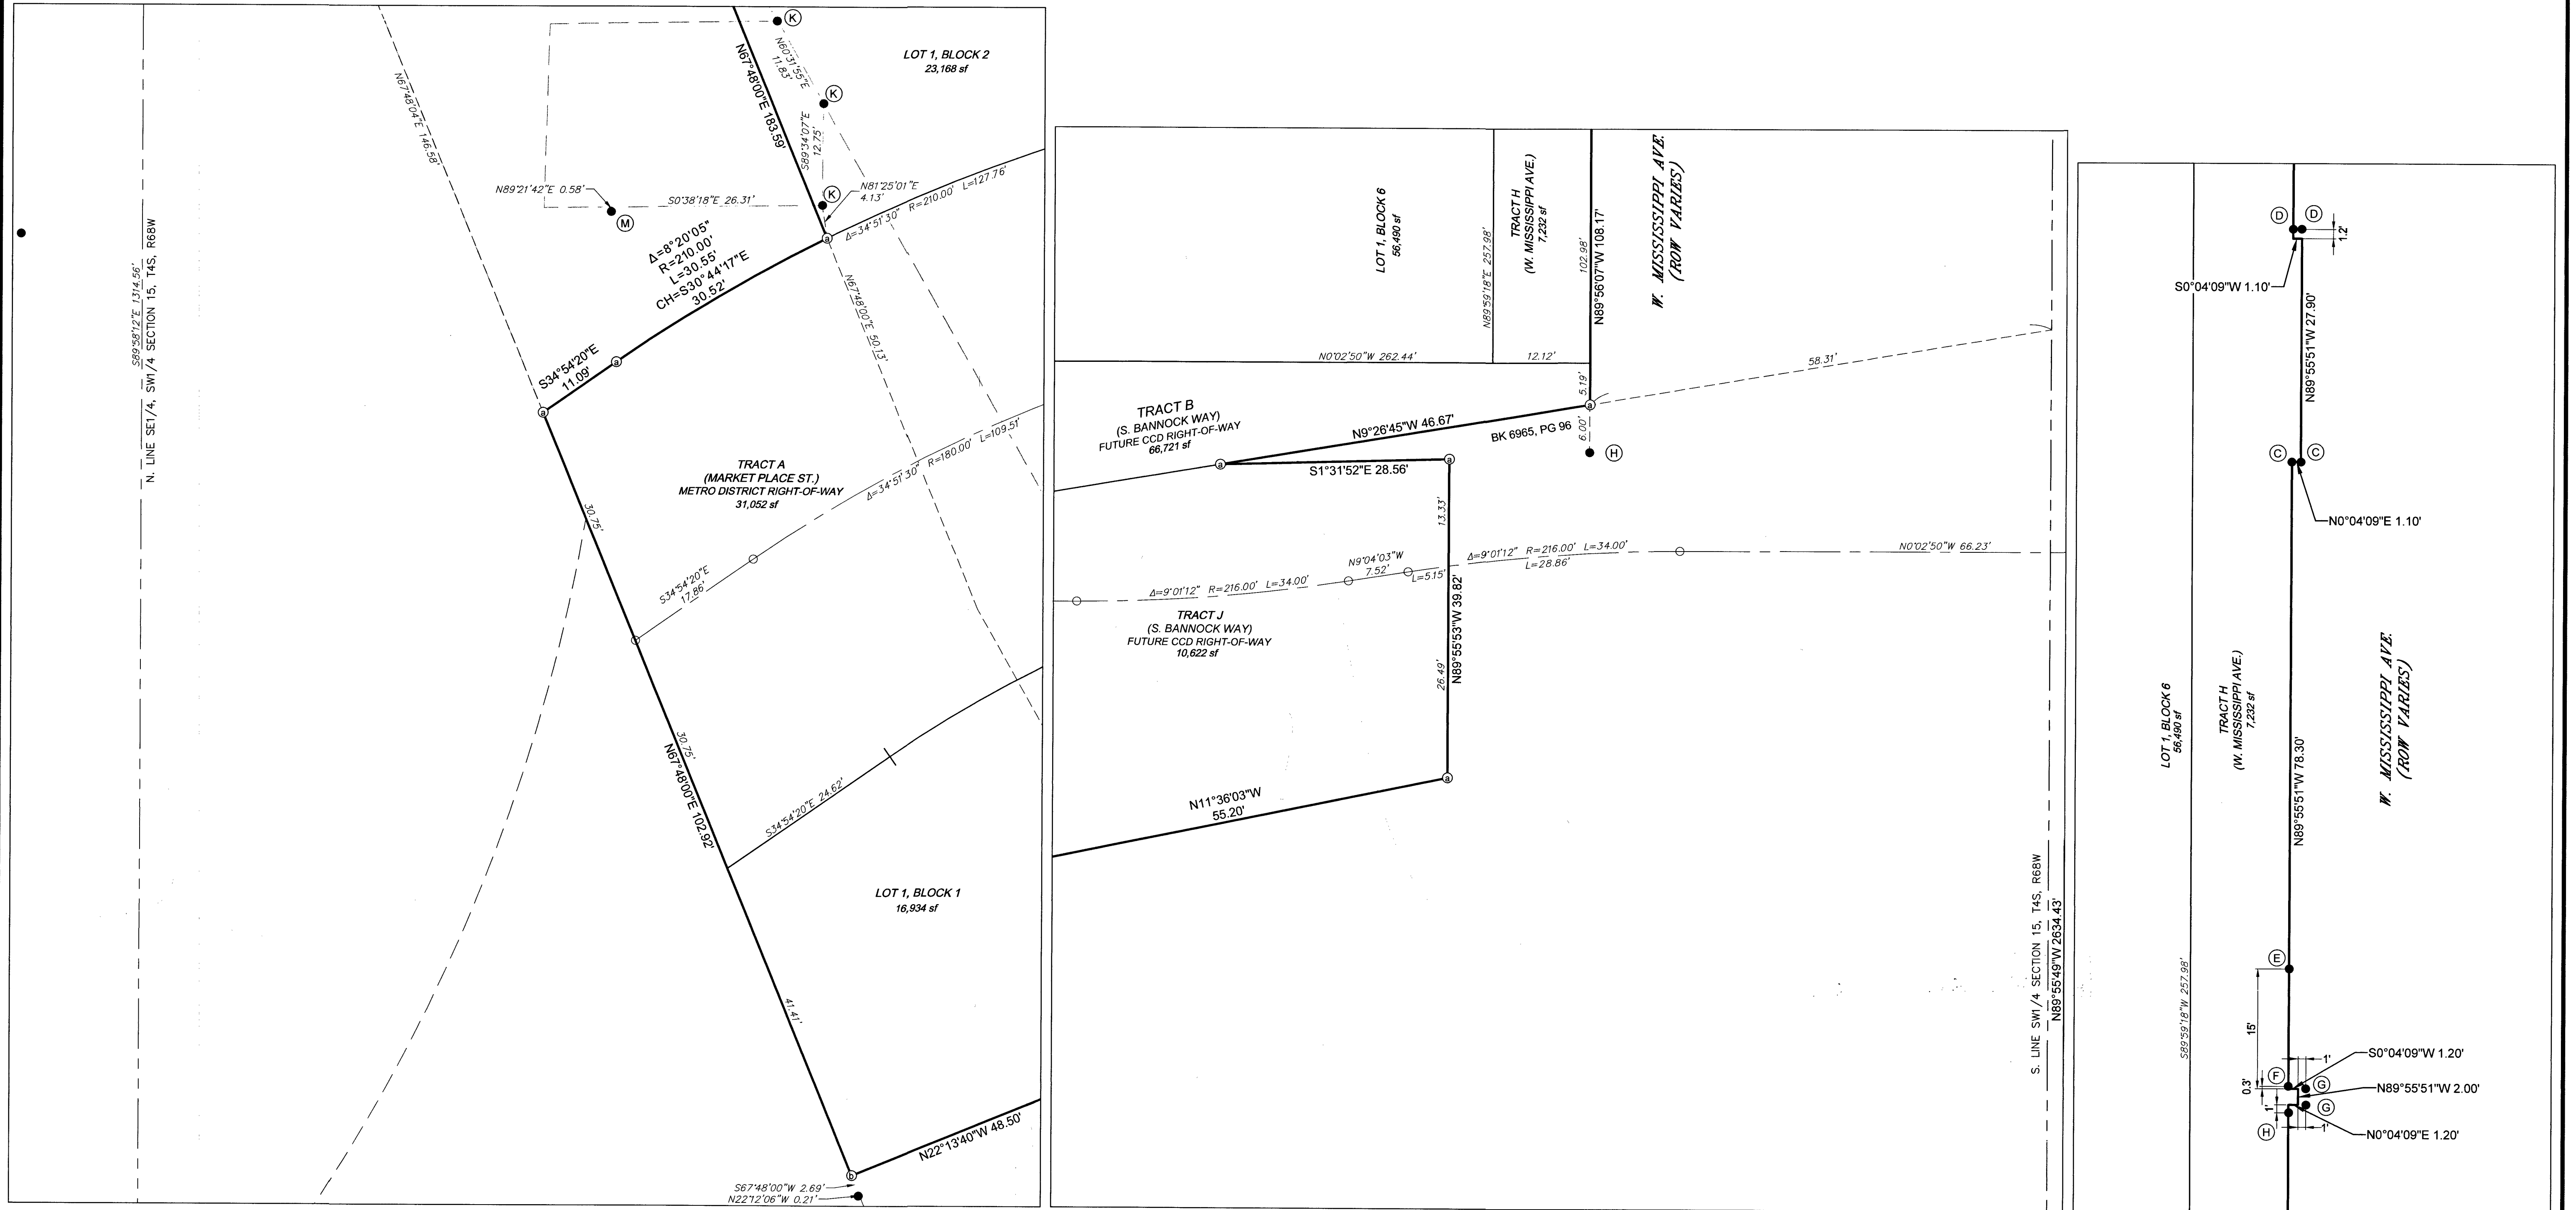 N. LINE SE1/4, SW1/4 SECTION 15, T4S, R68W
S89°58'12"E 1314.56'
N67°48'04"E 146.58'
N67°48'00"E 183.59'
K
N60°31'55"E
11.83'
K
LOT 1, BLOCK 2
23,168 sf
S89°34'07"E
12.75'
N89°21'42"E 0.58'
M
S0°38'18"E 26.31'
K
N81°25'01"E
4.13'
a
Δ=34°51'30" R=210.00' L=127.76'
Δ=8°20'05"
R=210.00'
L=30.55'
CH=S30°44'17"E
30.52'
N67°48'00"E 50.13'
S34°54'20"E
11.09'
a
a
TRACT A
(MARKET PLACE ST.)
METRO DISTRICT RIGHT-OF-WAY
31,052 sf
Δ=34°51'30" R=180.00' L=109.51'
30.75'
S34°54'20"E
17.86'
30.75'
N67°48'00"E 102.92'
S34°54'20"E 24.62'
LOT 1, BLOCK 1
16,934 sf
41.41'
N22°13'40"W 48.50'
b
S67°48'00"W 2.69'
N22°12'06"W 0.21'
LOT 1, BLOCK 6
56,490 sf
N89°59'18"E 257.98'
TRACT H
(W. MISSISSIPPI AVE.)
7,232 sf
102.98'
N89°56'07"W 108.17'
W. MISSISSIPPI AVE.
(ROW VARIES)
N0°02'50"W 262.44'
12.12'
5.19'
58.31'
a
6.00'
H
TRACT B
(S. BANNOCK WAY)
FUTURE CCD RIGHT-OF-WAY
66,721 sf
N9°26'45"W 46.67'
BK 6965, PG 96
a
S1°31'52"E 28.56'
a
13.33'
N9°04'03"W
7.52'
Δ=9°01'12" R=216.00' L=34.00'
L=5.15'
L=28.86'
N0°02'50"W 66.23'
Δ=9°01'12" R=216.00' L=34.00'
TRACT J
(S. BANNOCK WAY)
FUTURE CCD RIGHT-OF-WAY
10,622 sf
26.49'
N89°55'53"W 39.82'
a
N11°36'03"W
55.20'
S. LINE SW1/4 SECTION 15, T4S, R68W
N89°55'49"W 2634.43'
D
D
1.2'
S0°04'09"W 1.10'
N89°55'51"W 27.90'
C
C
N0°04'09"E 1.10'
LOT 1, BLOCK 6
56,490 sf
TRACT H
(W. MISSISSIPPI AVE.)
7,232 sf
N89°55'51"W 78.30'
W. MISSISSIPPI AVE.
(ROW VARIES)
S89°59'18"W 257.98'
E
15'
1'
S0°04'09"W 1.20'
F
G
0.3'
N89°55'51"W 2.00'
G
1'
H
1'
N0°04'09"E 1.20'